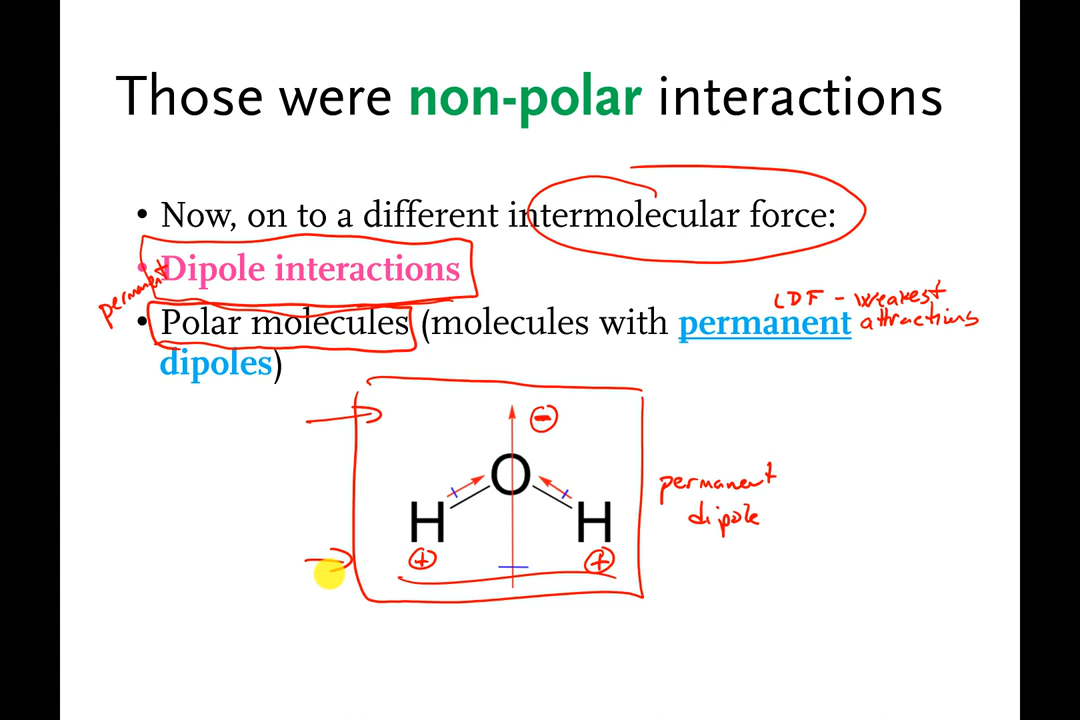 Those were non-polar interactions
• Now, on to a different intermolecular force:
• Dipole interactions
permanent
LDF - weakest
attractions
• Polar molecules (molecules with permanent
dipoles)
-
O
H H
+ +
permanent
dipole